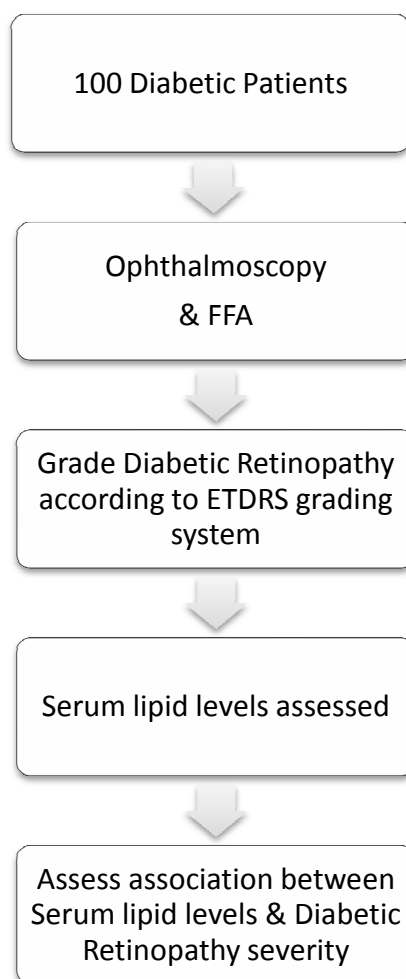 100 Diabetic Patients
Ophthalmoscopy
& FFA
Grade Diabetic Retinopathy
according to ETDRS grading
system
Serum lipid levels assessed
Assess association between
Serum lipid levels & Diabetic
Retinopathy severity